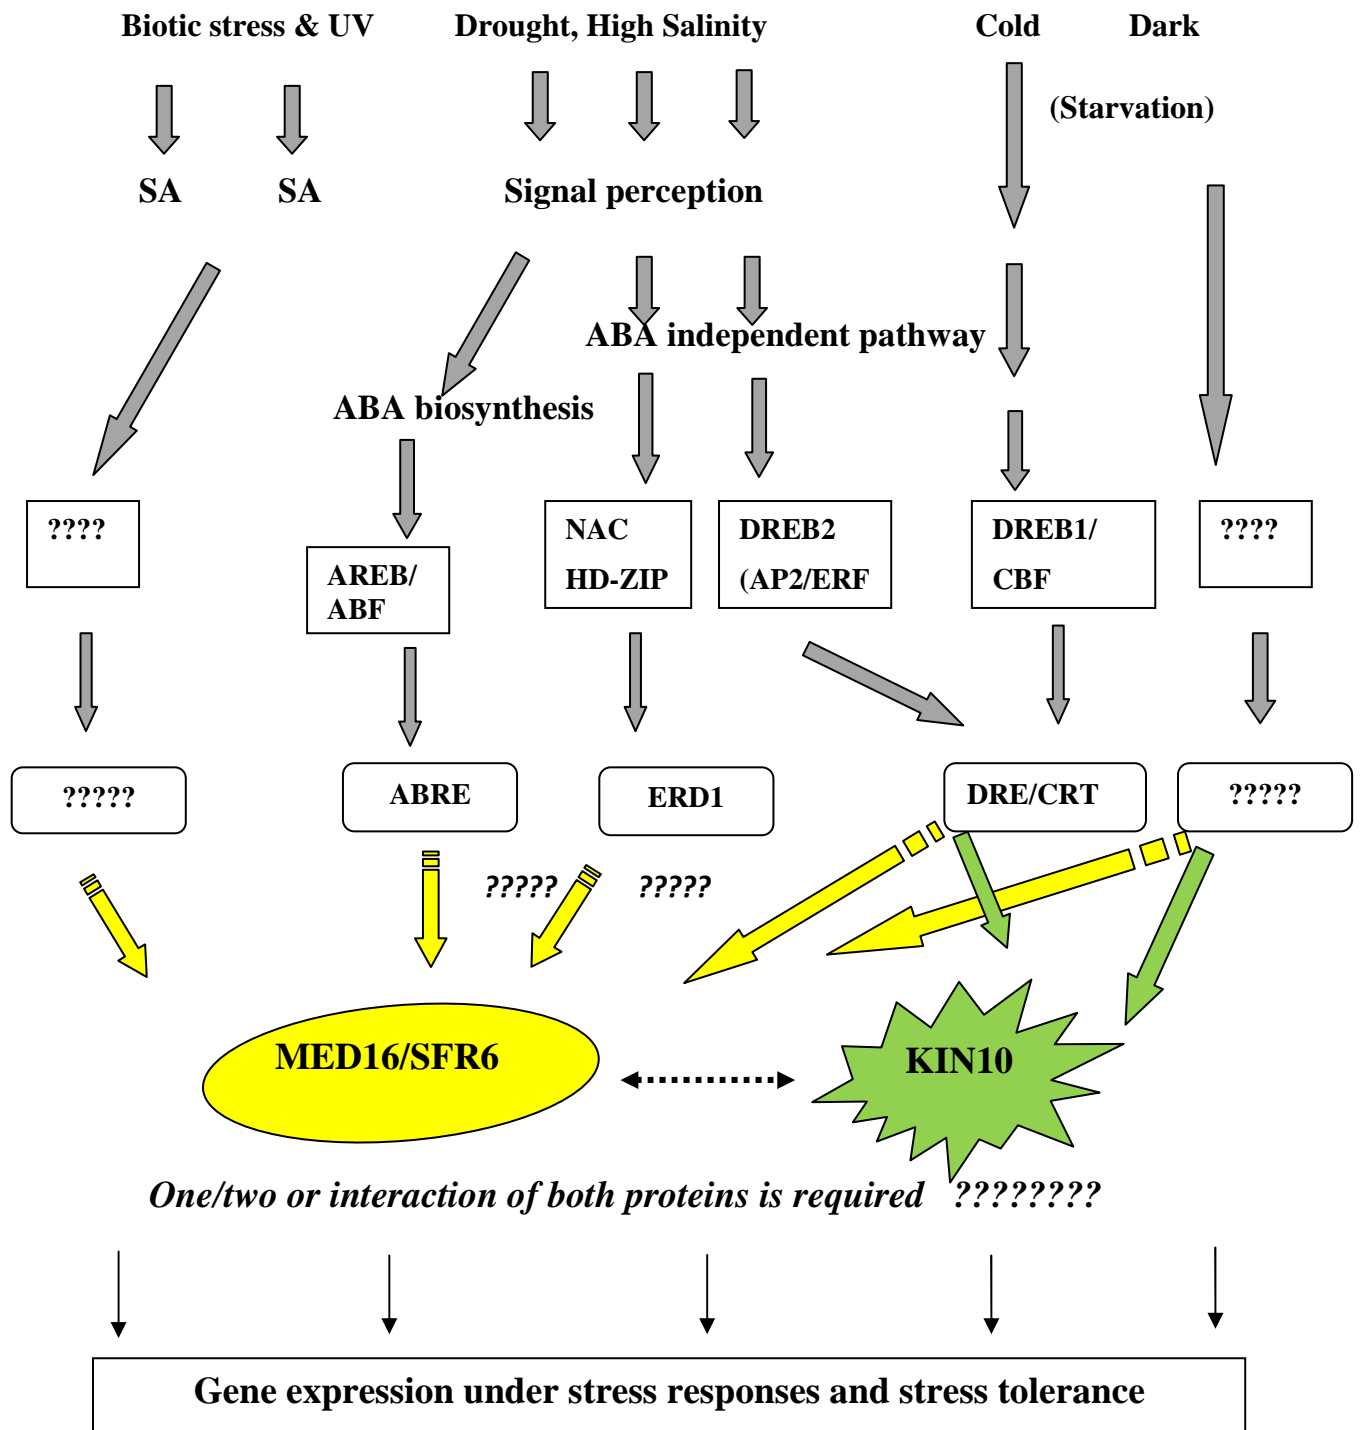 Biotic stress & UV
Drought, High Salinity
Cold
Dark
(Starvation)
SA
SA
Signal perception
ABA independent pathway
ABA biosynthesis
????
AREB/
ABF
NAC
HD-ZIP
DREB2
(AP2/ERF
DREB1/
CBF
????
?????
ABRE
ERD1
DRE/CRT
?????
?????
?????
MED16/SFR6
KIN10
One/two or interaction of both proteins is required ????????
Gene expression under stress responses and stress tolerance